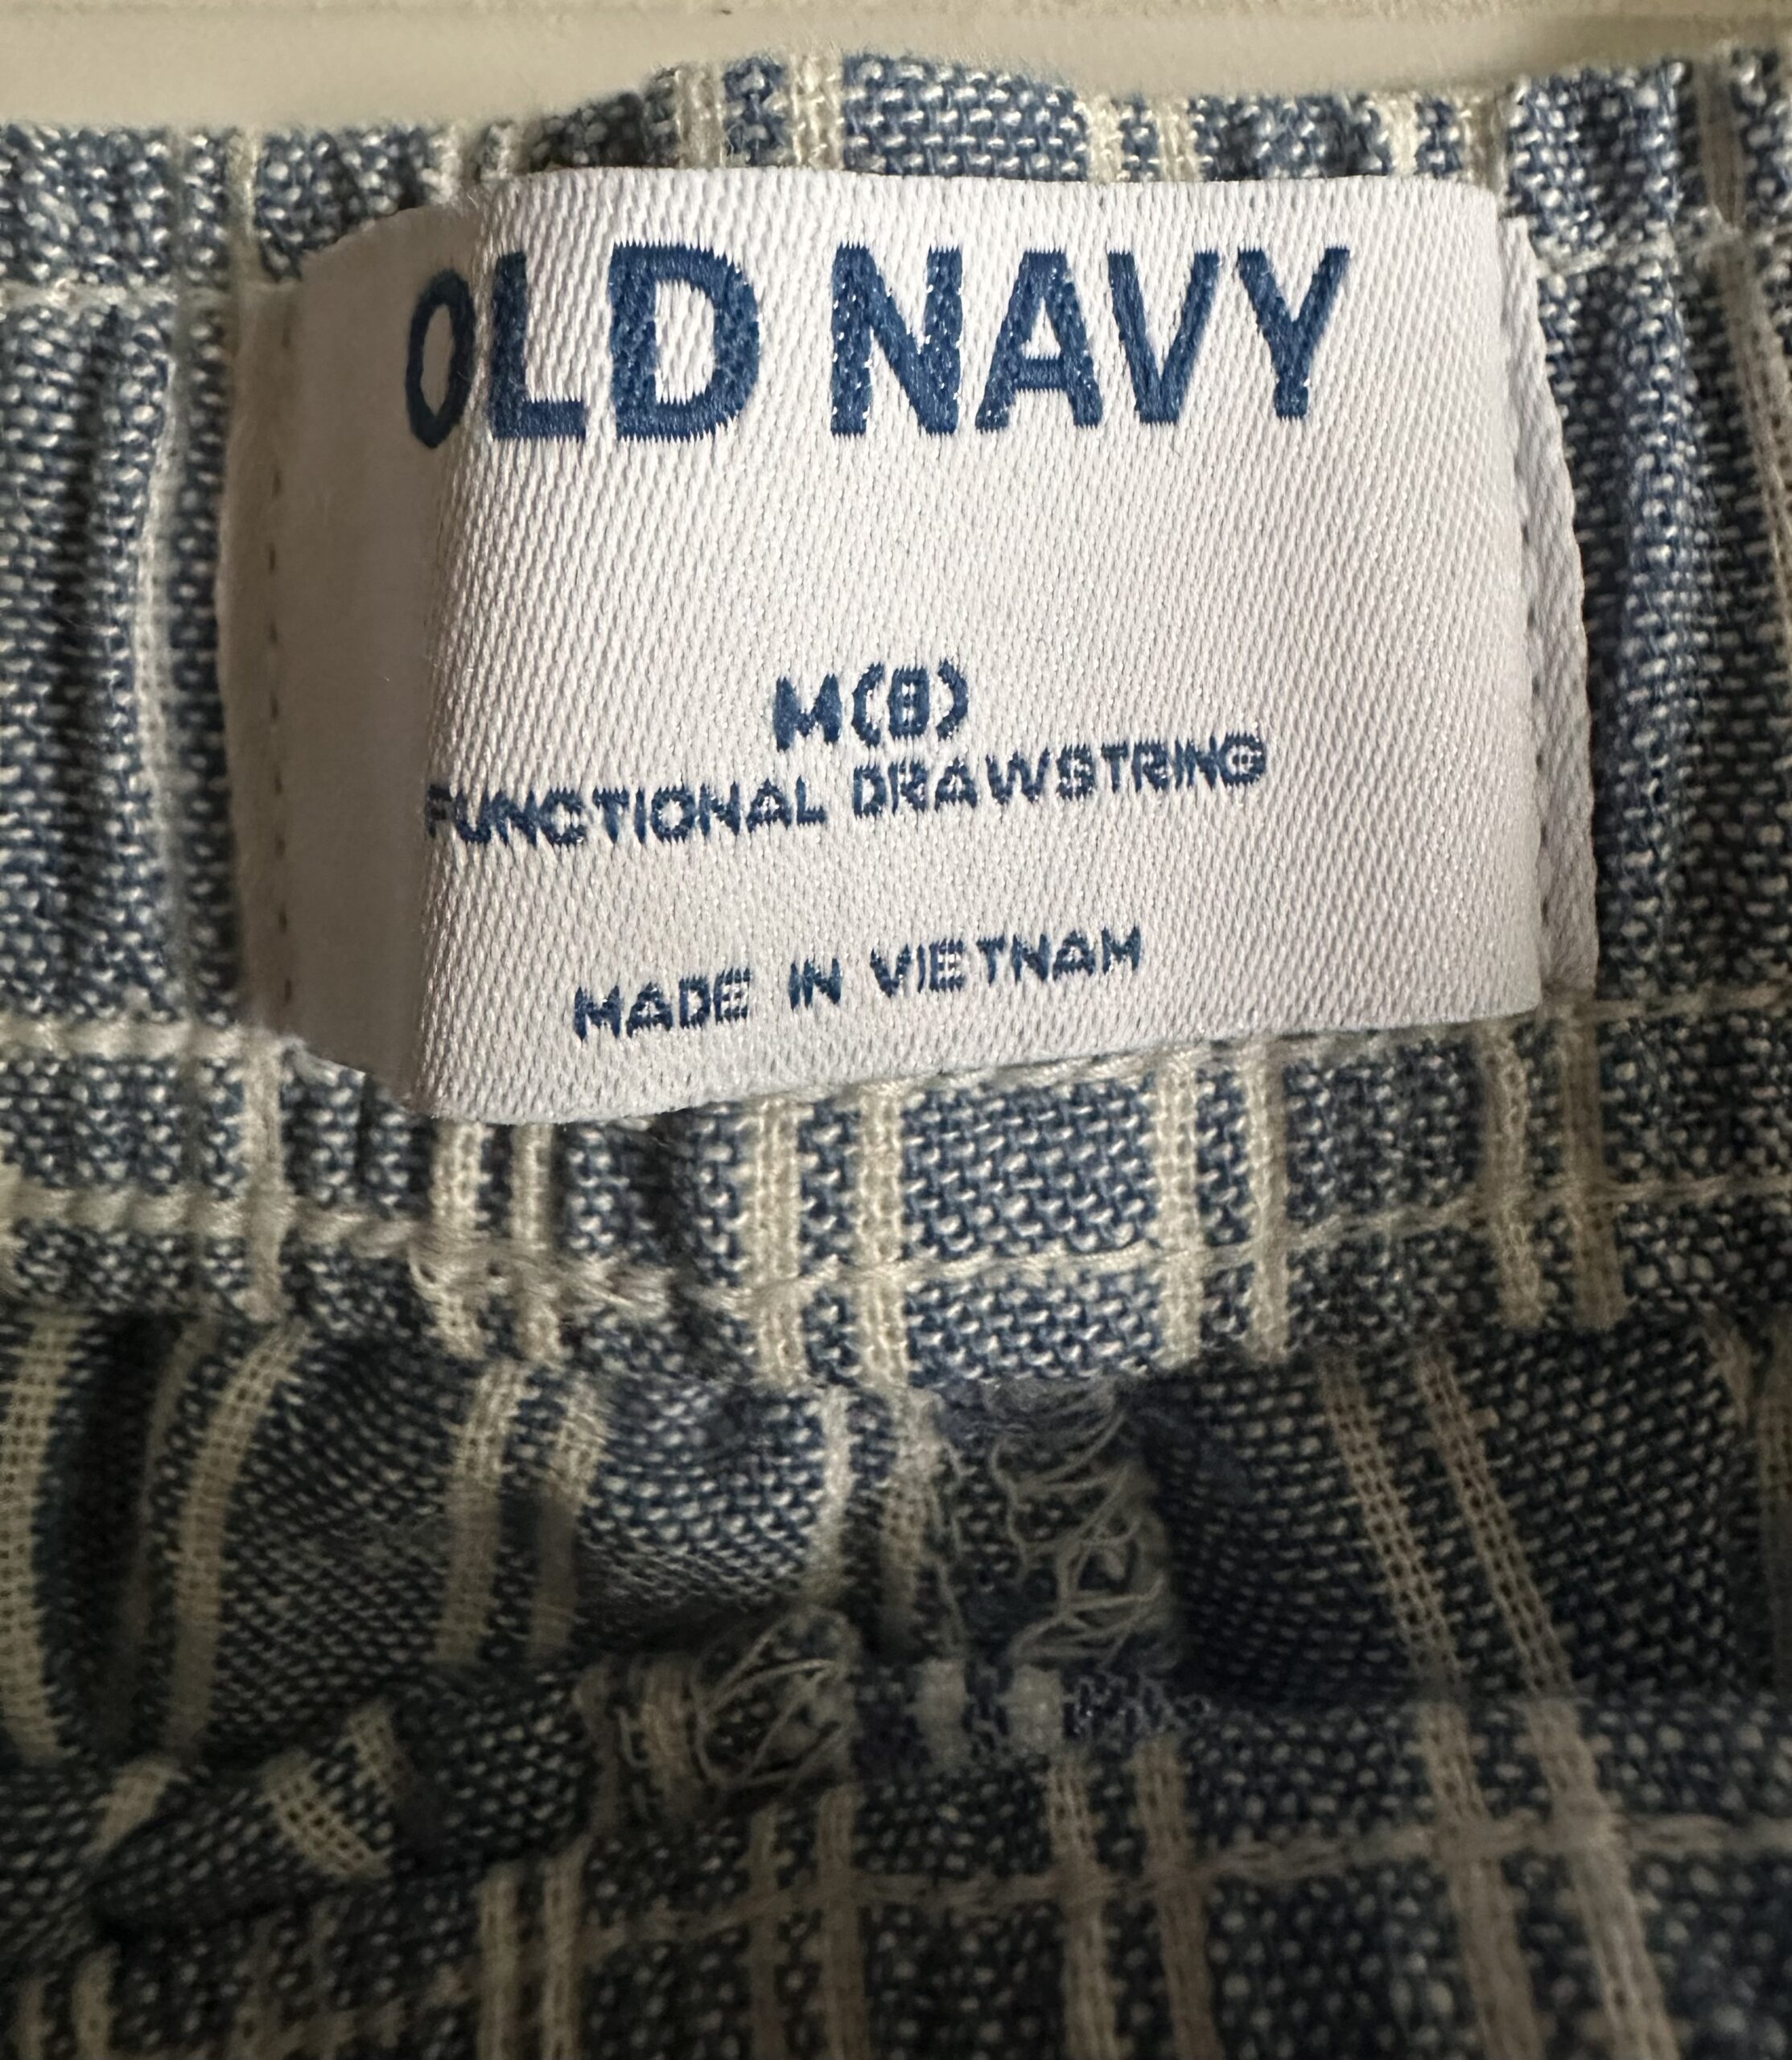 OLD NAVY
M(8)
FUNCTIONAL DRAWSTRING
MADE IN VIETNAM